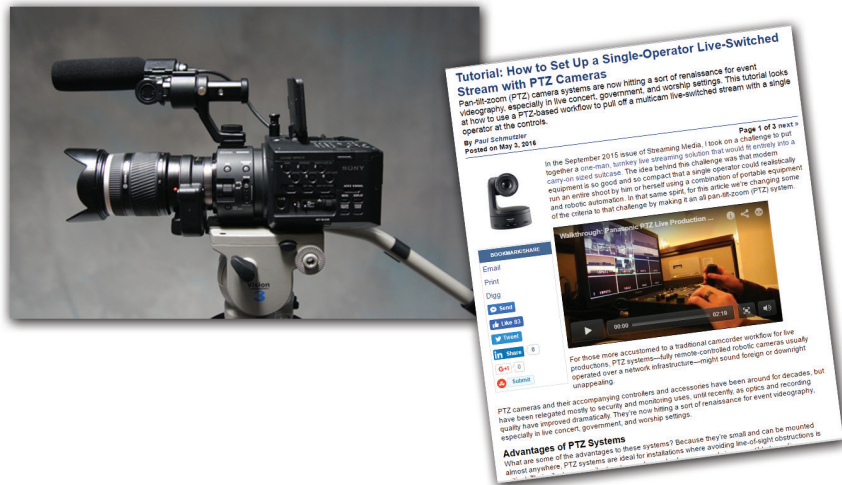 SONY
Vision
3
Tutorial: How to Set Up a Single-Operator Live-Switched
Stream with PTZ Cameras
Pan-tilt-zoom (PTZ) camera systems are now hitting a sort of renaissance for event
videography, especially in live concert, government, and worship settings. This tutorial looks
at how to use a PTZ-based workflow to pull off a multicam live-switched stream with a single
operator at the controls.
By Paul Schmutzler
Posted on May 3, 2016
Page 1 of 3 next »
In the September 2015 issue of Streaming Media, I took on a challenge to put
together a one-man, turnkey live streaming solution that would fit entirely into a
carry-on sized suitcase. The idea behind this challenge was that modern
equipment is so good and so compact that a single operator could realistically
run an entire shoot by him or herself using a combination of portable equipment
and robotic automation. In that same spirit, for this article we're changing some
of the criteria to that challenge by making it an all pan-tilt-zoom (PTZ) system.
BOOKMARK/SHARE
Email
Print
Digg
Send
Like 93
Tweet
in Share 6
G+1 0
Submit
Walkthrough: Panasonic PTZ Live Production ...
00:00
02:19
For those more accustomed to a traditional camcorder workflow for live
productions, PTZ systems—fully remote-controlled robotic cameras usually
operated over a network infrastructure—might sound foreign or downright
unappealing.
PTZ cameras and their accompanying controllers and accessories have been around for decades, but
have been relegated mostly to security and monitoring uses, until recently, as optics and recording
quality have improved dramatically. They're now hitting a sort of renaissance for event videography,
especially in live concert, government, and worship settings.
Advantages of PTZ Systems
What are some of the advantages to these systems? Because they're small and can be mounted
almost anywhere, PTZ systems are ideal for installations where avoiding line-of-sight obstructions is